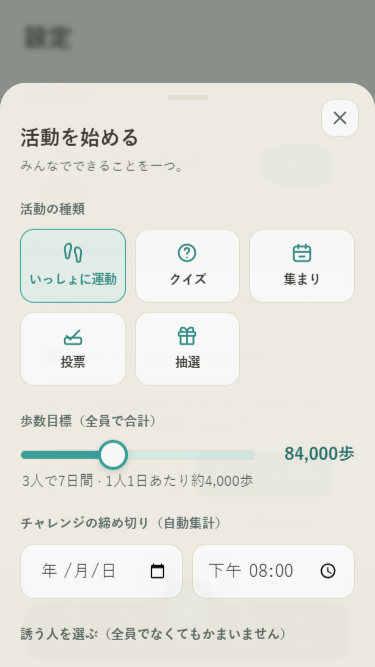 設定
活動を始める
みんなでできることを一つ。
活動の種類
いっしょに運動
クイズ
集まり
投票
抽選
歩数目標（全員で合計）
84,000歩
3人で7日間 · 1人1日あたり約4,000歩
チャレンジの締め切り（自動集計）
年 /月/日
下午 08:00
誘う人を選ぶ（全員でなくてもかまいません）